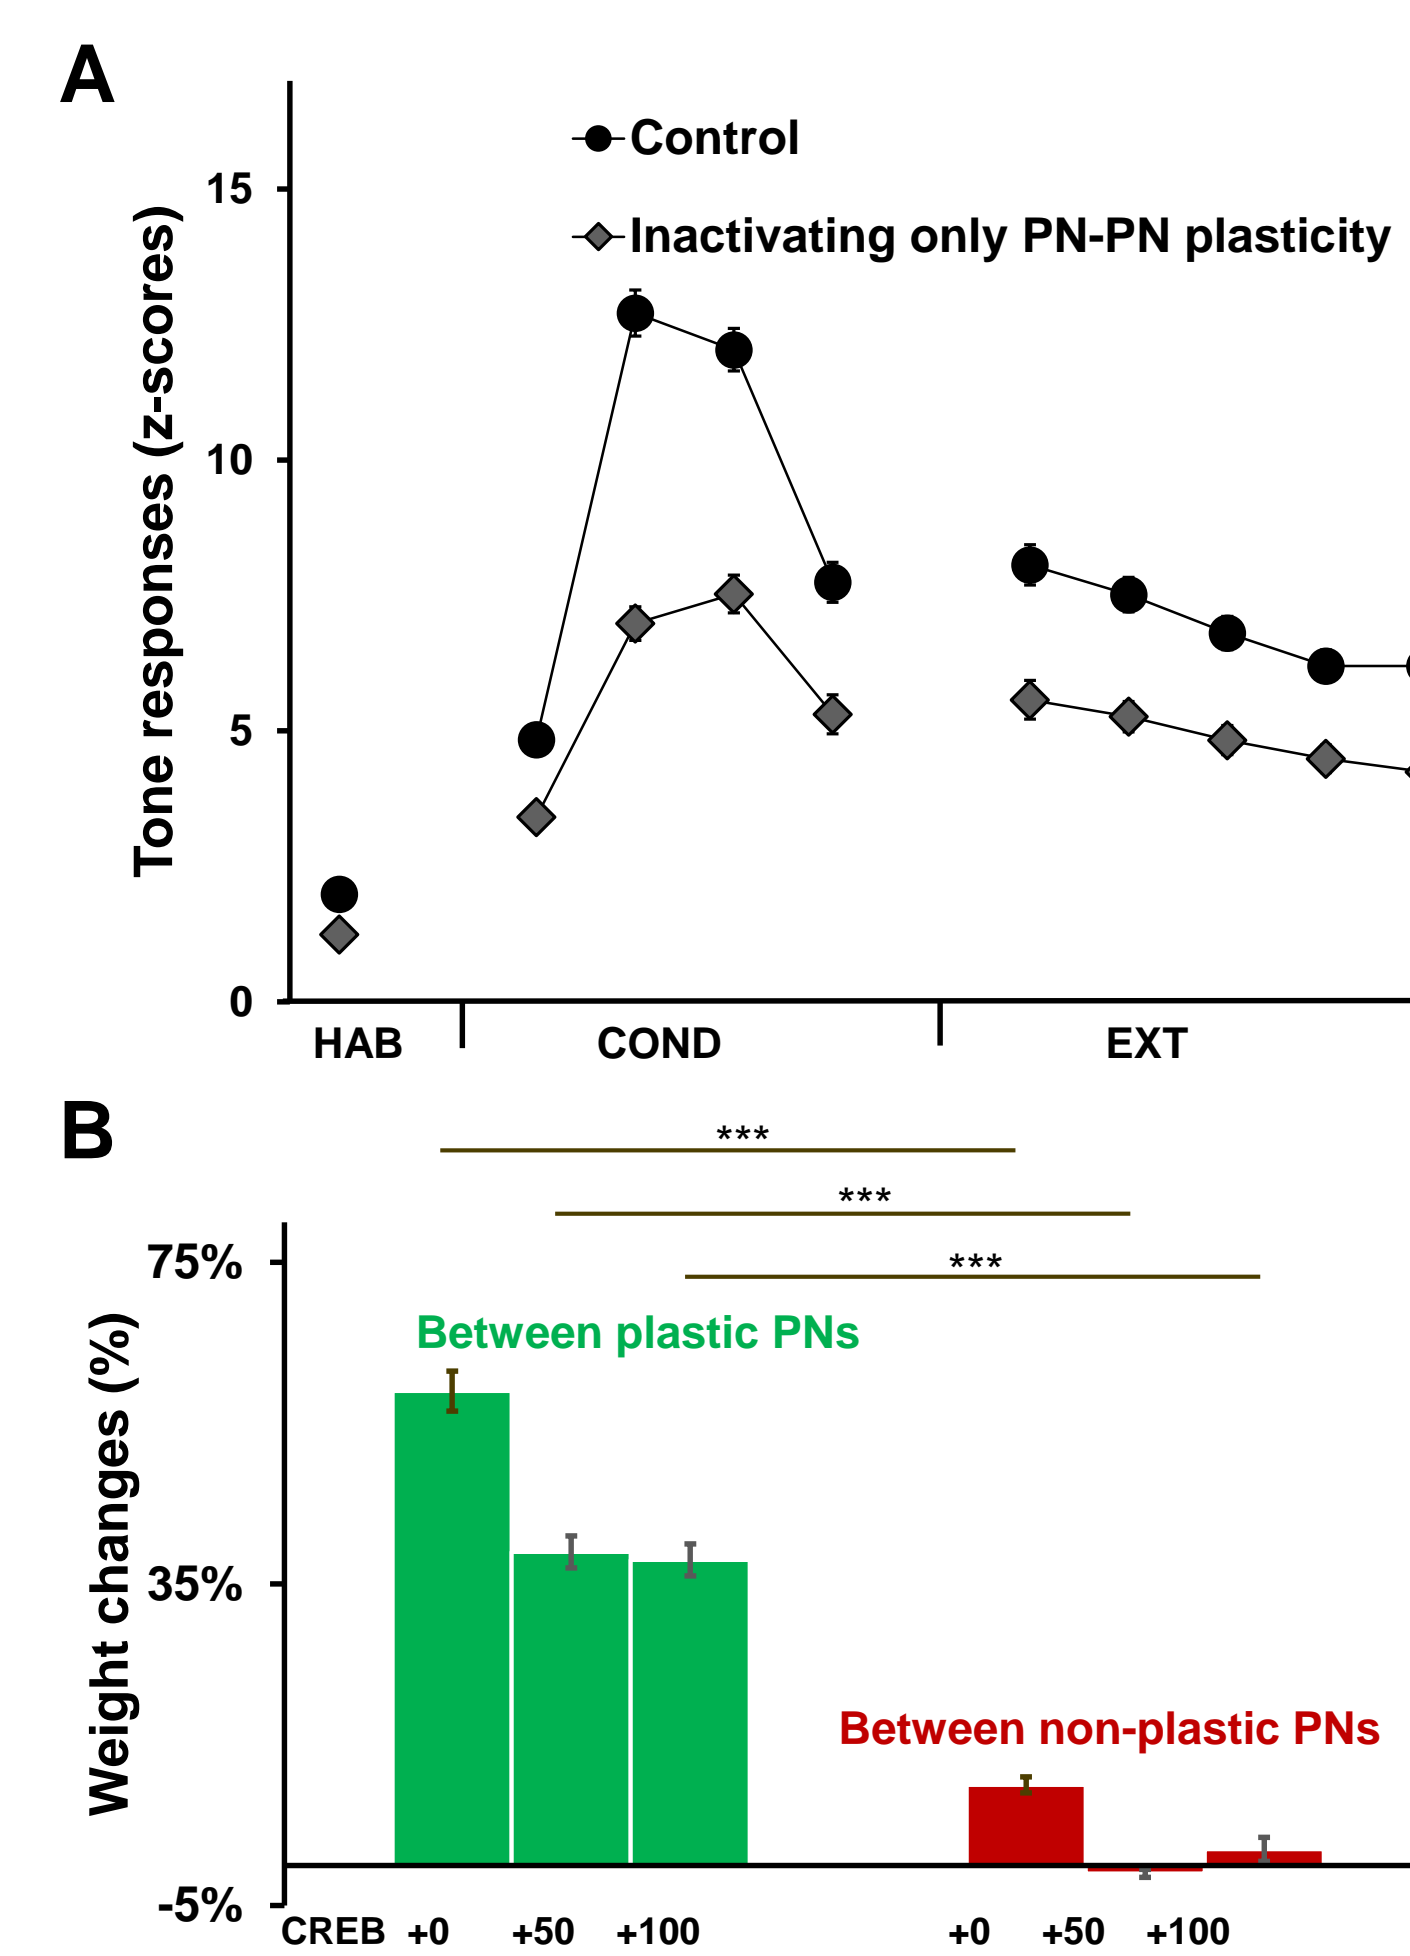 A
Control
Inactivating only PN-PN plasticity
Tone responses (z-scores)
15
10
5
0
HAB
COND
EXT
B
***
***
***
75%
35%
-5%
Weight changes (%)
Between plastic PNs
Between non-plastic PNs
CREB +0 +50 +100 +0 +50 +100